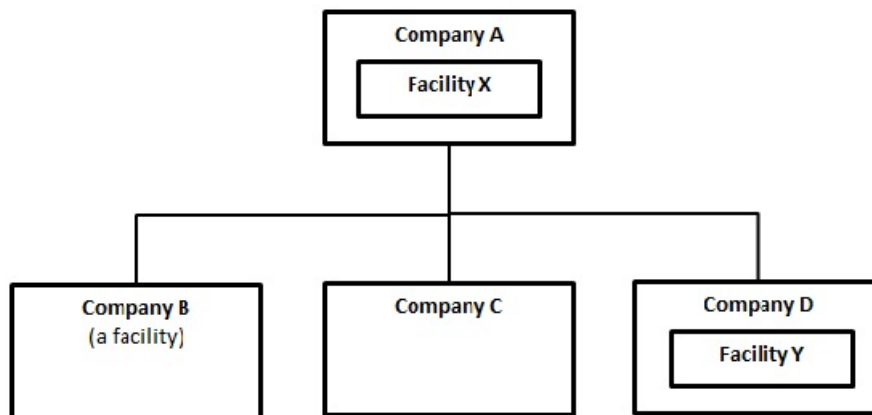 Company A
Facility X
Company B
(a facility)
Company C
Company D
Facility Y